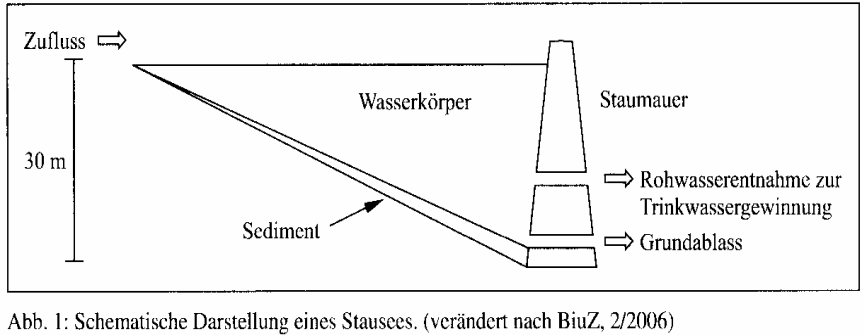 Zufluss
30 m
Wasserkörper
Staumauer
Rohwasserentnahme zur
Trinkwassergewinnung
Sediment
Grundablass
Abb. 1: Schematische Darstellung eines Stausees. (verändert nach BiuZ, 2/2006)